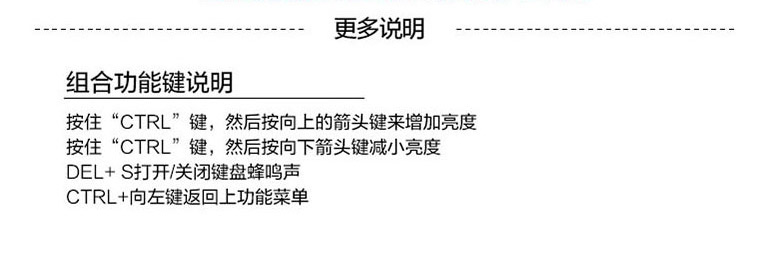 更多说明
组合功能键说明
按住“CTRL”键，然后按向上的箭头键来增加亮度
按住“CTRL”键，然后按向下箭头键减小亮度
DEL+ S打开/关闭键盘蜂鸣声
CTRL+向左键返回上功能菜单